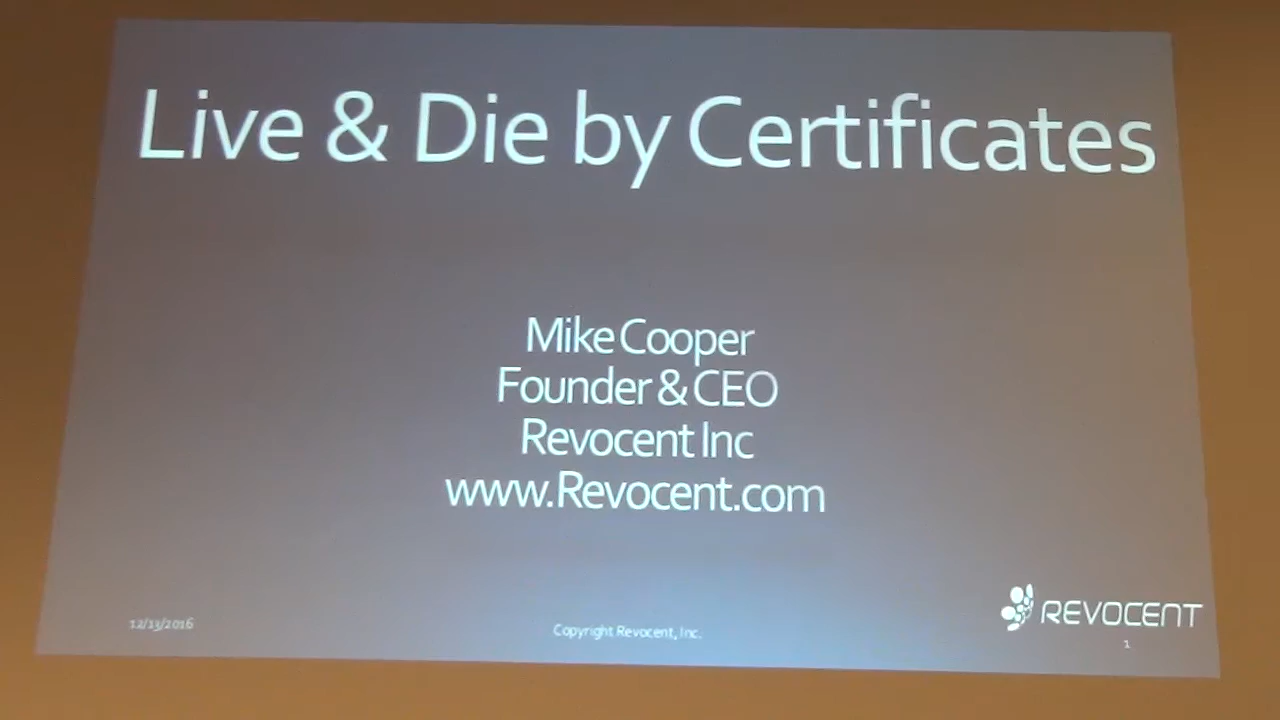 Live & Die by Certificates
Mike Cooper
Founder & CEO
Revocent Inc
www.Revocent.com
12/13/2016
Copyright Revocent, Inc.
REVOCENT
1